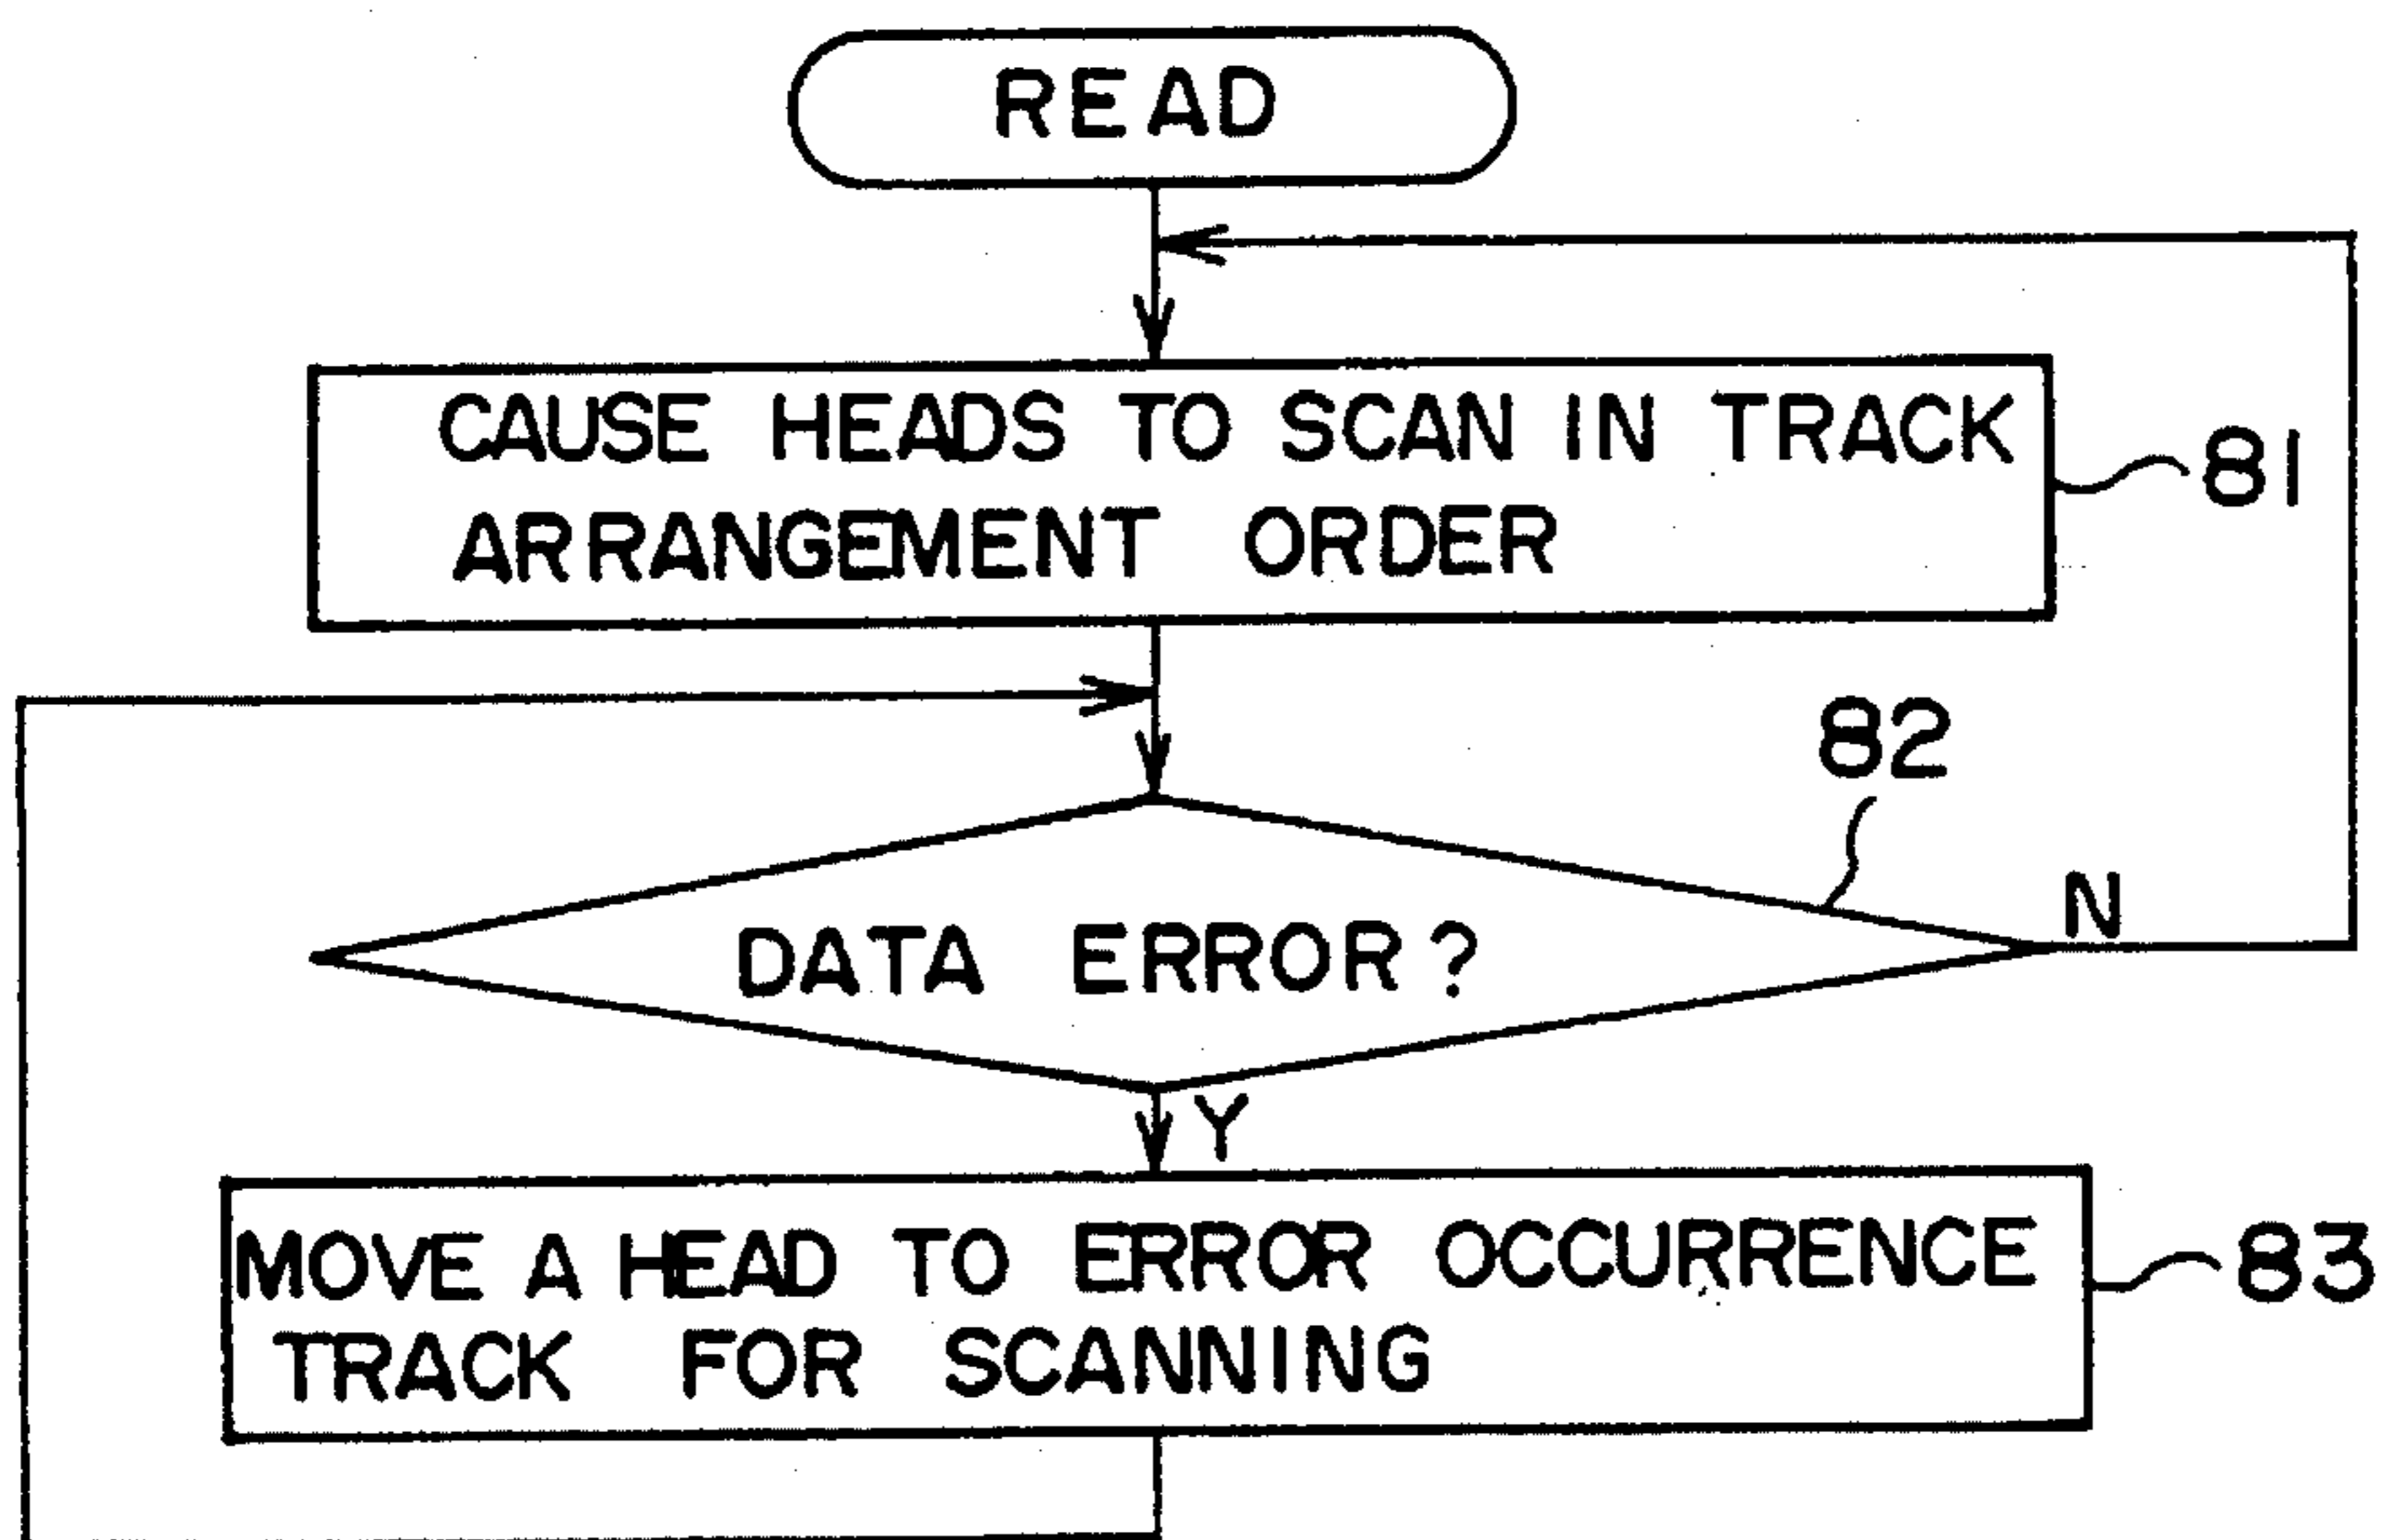 READ
CAUSE HEADS TO SCAN IN TRACK
ARRANGEMENT ORDER
81
82
DATA ERROR?
N
Y
MOVE A HEAD TO ERROR OCCURRENCE
TRACK FOR SCANNING
83